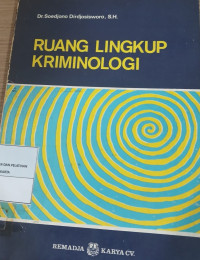 Dr. Soedjono Dirdjosisworo, S.H.
RUANG LINGKUP
KRIMINOLOGI
REMADJA KARYA CV.